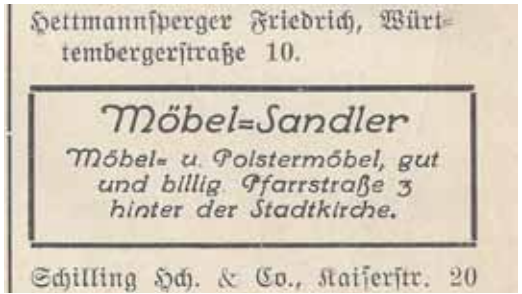 Hettmannſperger Friedrich, Würt⸗
tembergerſtraße 10.
Möbel=Sandler
Möbel= u. Polstermöbel, gut
und billig Pfarrstraße 3
hinter der Stadtkirche.
Schilling Hch. & Co., Kaiſerſtr. 20